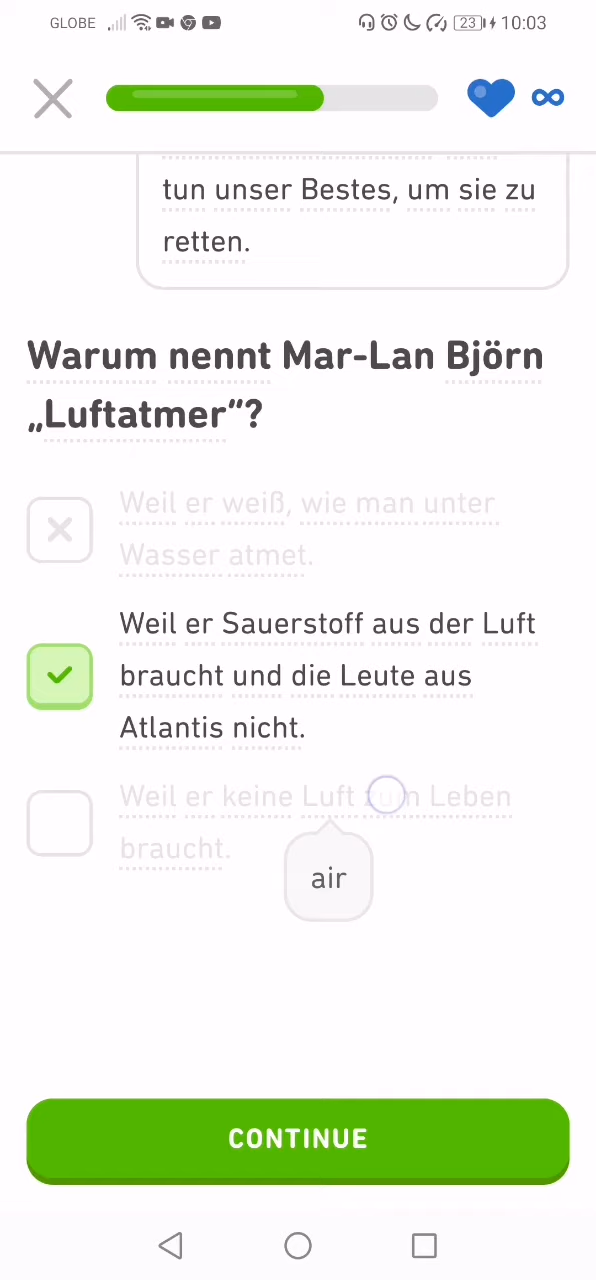 GLOBE 23 10:03
tun unser Bestes, um sie zu
retten.
Warum nennt Mar-Lan Björn
„Luftatmer“?
Weil er weiß, wie man unter
Wasser atmet.
Weil er Sauerstoff aus der Luft
braucht und die Leute aus
Atlantis nicht.
Weil er keine Luft zum Leben
braucht.
air
CONTINUE